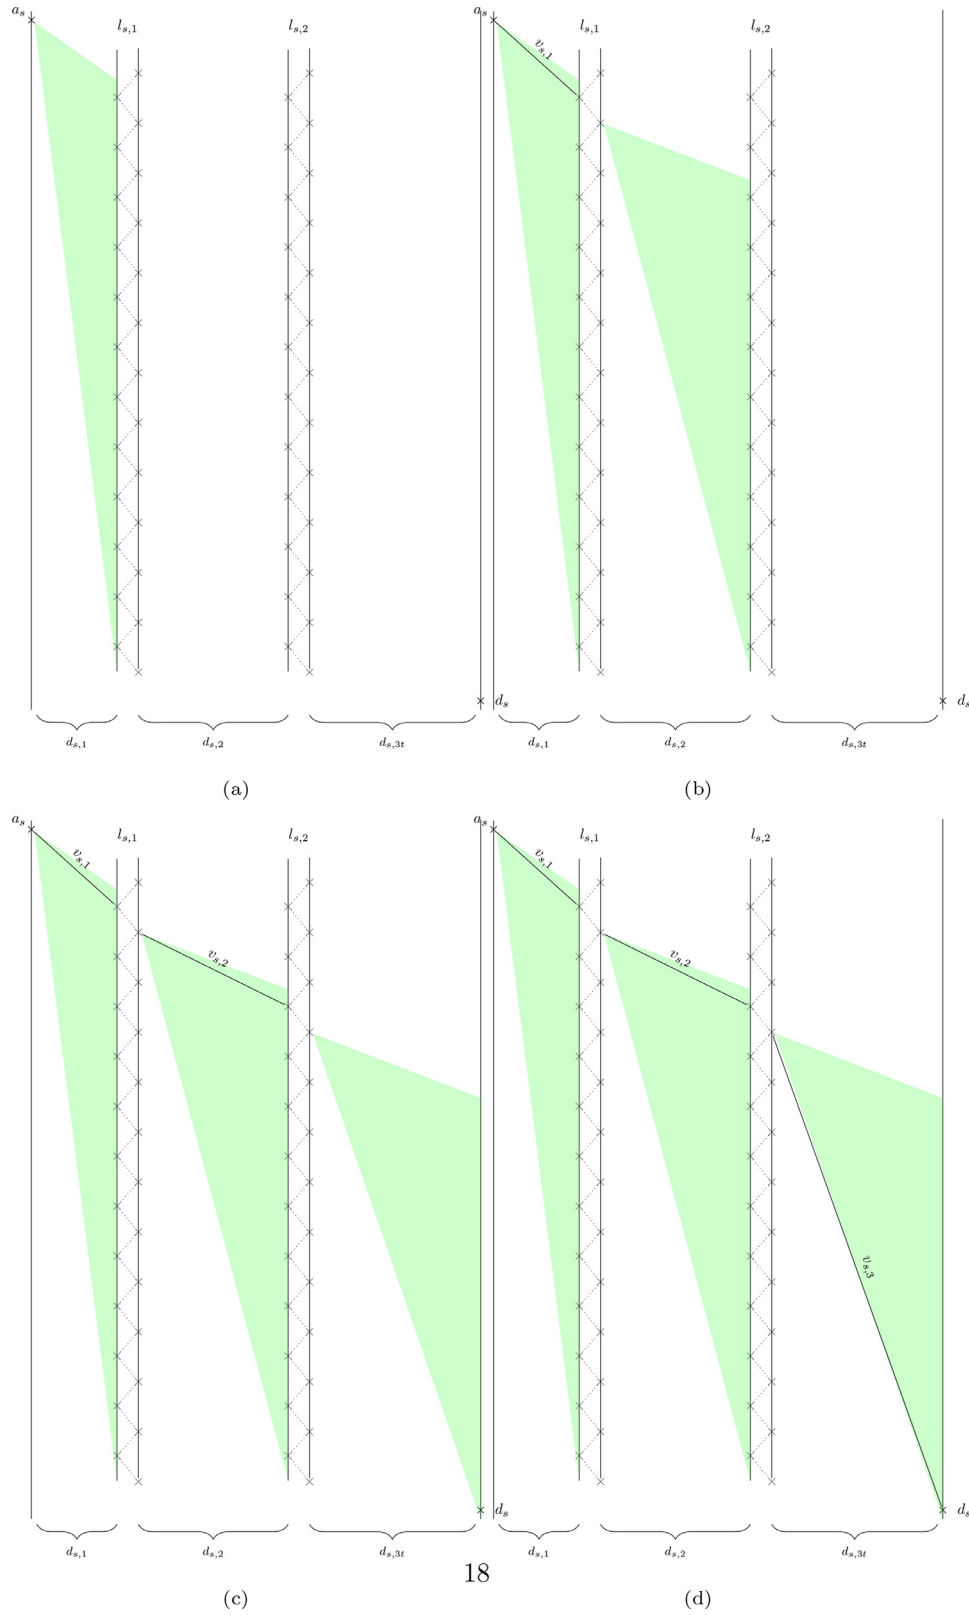 a_s l_{s,1} l_{s,2} a_s l_{s,1} l_{s,2}
v_{s,1}
d_s d_s
d_{s,1} d_{s,2} d_{s,3t} d_{s,1} d_{s,2} d_{s,3t}
(a) (b)
a_s l_{s,1} l_{s,2} a_s l_{s,1} l_{s,2}
v_{s,1} v_{s,1}
v_{s,2} v_{s,2}
v_{s,3}
d_s d_s
d_{s,1} d_{s,2} d_{s,3t} d_{s,1} d_{s,2} d_{s,3t}
18
(c) (d)